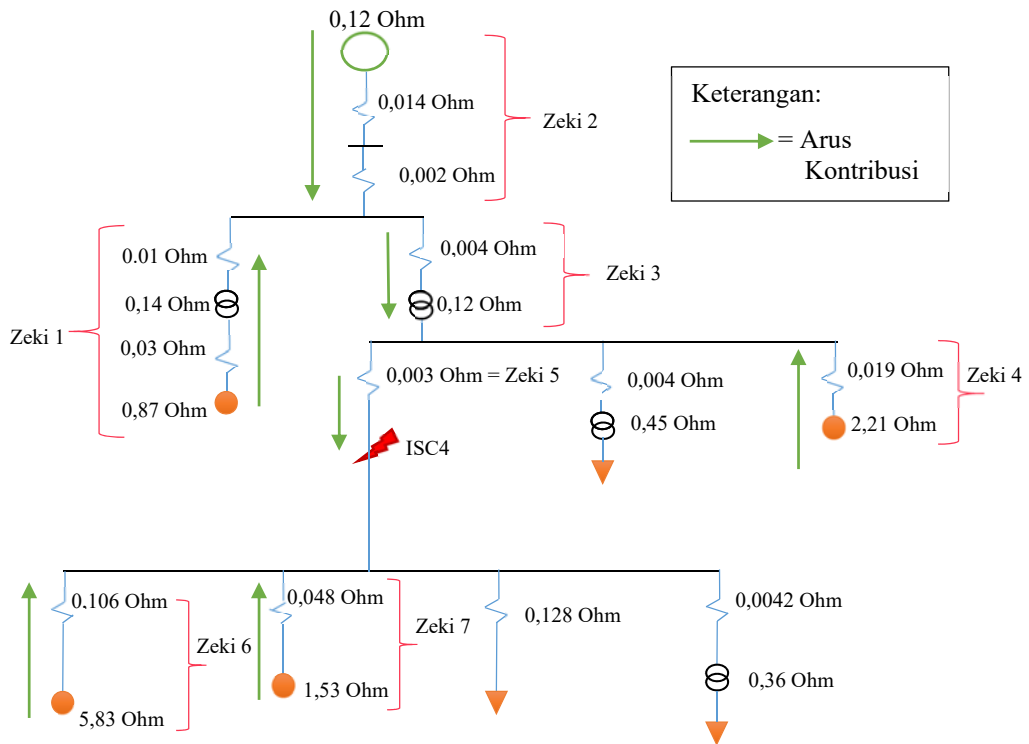 0,12 Ohm
0,014 Ohm
Zeki 2
0,002 Ohm
Keterangan:
= Arus
Kontribusi
0.01 Ohm
0,14 Ohm
0,03 Ohm
0,87 Ohm
Zeki 1
0,004 Ohm
0,12 Ohm
Zeki 3
0,003 Ohm = Zeki 5
ISC4
0,004 Ohm
0,45 Ohm
0,019 Ohm
2,21 Ohm
Zeki 4
0,106 Ohm
5,83 Ohm
Zeki 6
0,048 Ohm
1,53 Ohm
Zeki 7
0,128 Ohm
0,0042 Ohm
0,36 Ohm